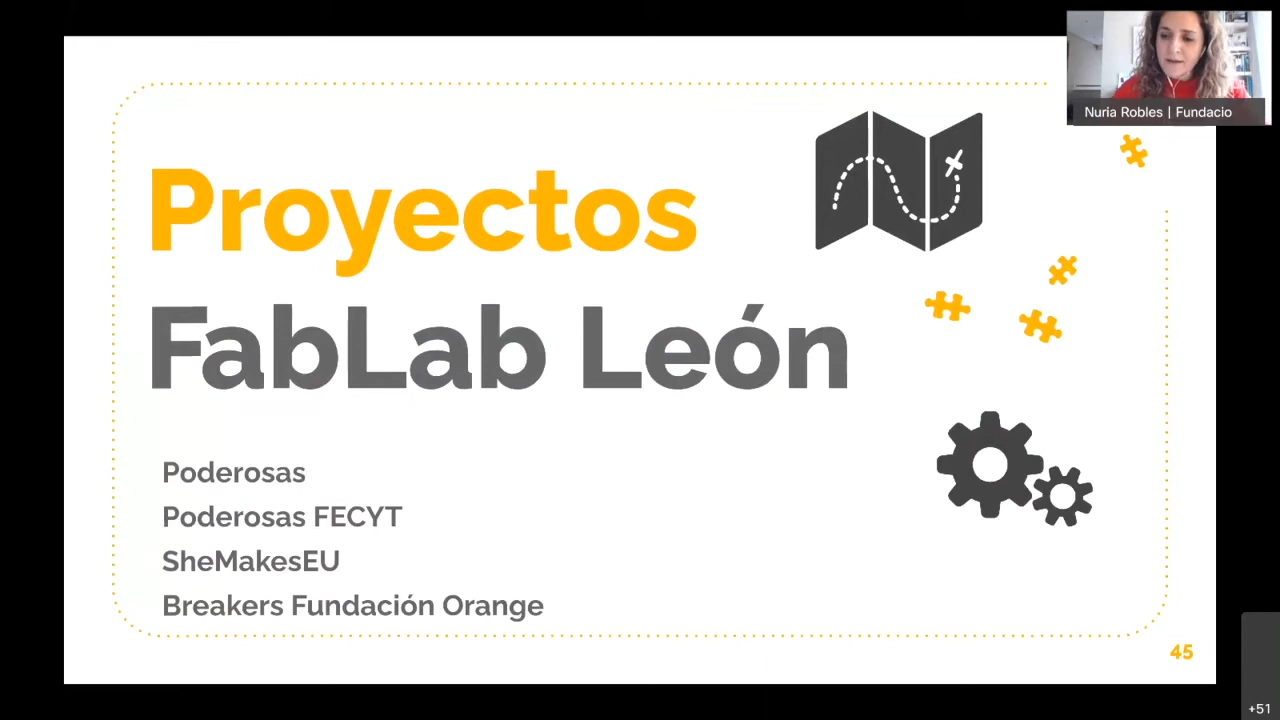 Nuria Robles | Fundacio
Proyectos
FabLab León
Poderosas
Poderosas FECYT
SheMakesEU
Breakers Fundación Orange
45
+51